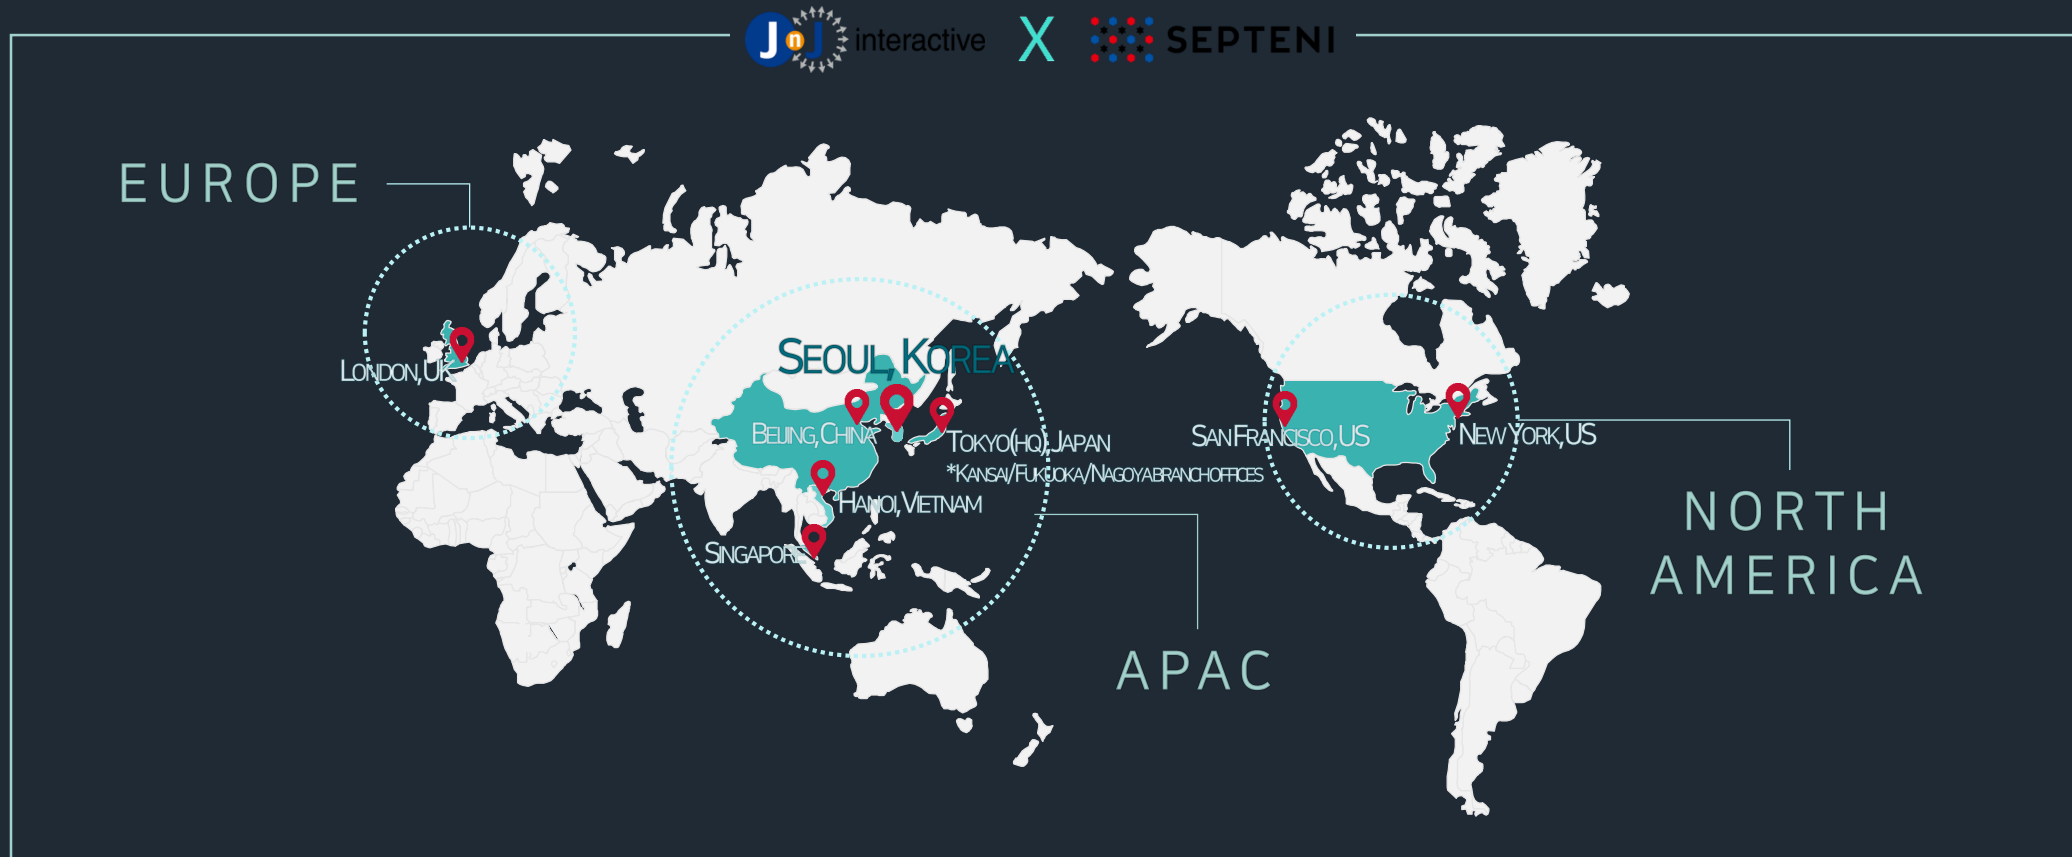 JnJ interactive X SEPTENI
EUROPE
LONDON, UK
SEOUL, KOREA
BEIJING, CHINA
TOKYO(HQ), JAPAN
*KANSAI/FUKUOKA/NAGOYA BRANCH OFFICES
HANOI, VIETNAM
SINGAPORE
APAC
SAN FRANCISCO, US
NEW YORK, US
NORTH
AMERICA